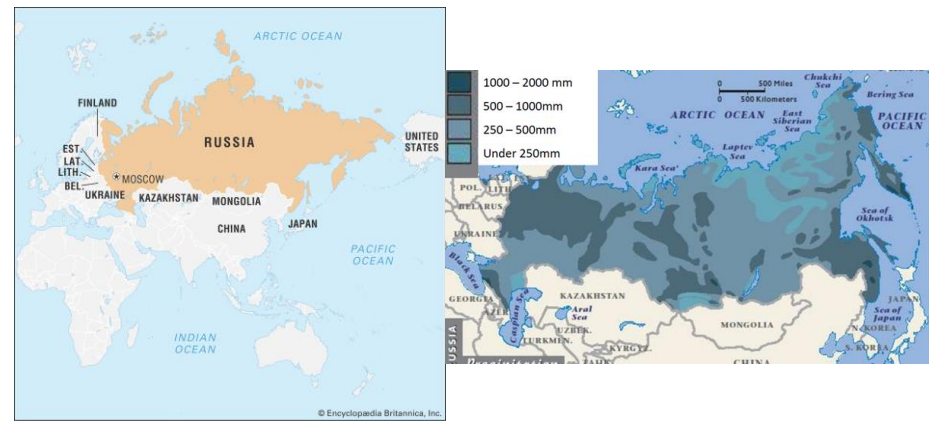 ARCTIC OCEAN
FINLAND
RUSSIA
UNITED
STATES
EST.
LAT.
LITH.
BEL.
MOSCOW
UKRAINE
KAZAKHSTAN
MONGOLIA
CHINA
JAPAN
PACIFIC
OCEAN
INDIAN
OCEAN
© Encyclopædia Britannica, Inc.
1000 – 2000 mm
500 – 1000mm
250 – 500mm
Under 250mm
0 500 Miles
0 500 Kilometers
Chukchi
Sea
Bering Sea
ARCTIC OCEAN
East
Siberian
Sea
PACIFIC
OCEAN
Laptev
Sea
Kara Sea
POL.
LITH
BELARUS
UKRAINE
Sea of
Okhotsk
Black Sea
GEORGIA
AZER
Caspian Sea
KAZAKHSTAN
Aral
Sea
UZBEK.
TURKMEN.
KYRGYZ.
MONGOLIA
CHINA
JAPAN
Sea of
Japan
N. KOREA
S. KOREA
USSIA
Precipitation